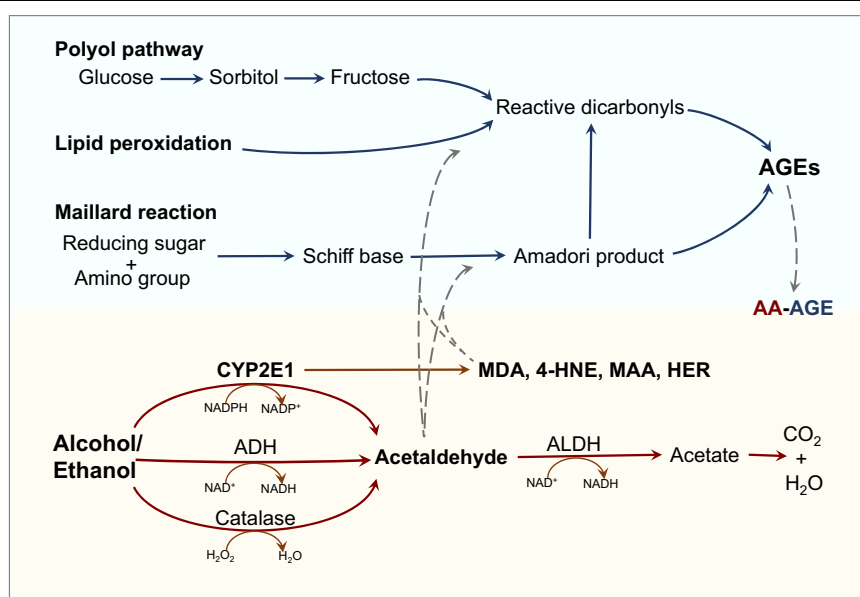 Polyol pathway
Glucose Sorbitol Fructose
Reactive dicarbonyls
Lipid peroxidation
AGEs
Maillard reaction
Reducing sugar
+
Amino group
Schiff base Amadori product
AA-AGE
CYP2E1 MDA, 4-HNE, MAA, HER
NADPH NADP⁺
Alcohol/
Ethanol
ADH
NAD⁺ NADH
Acetaldehyde
ALDH
NAD⁺ NADH
Acetate
CO₂
+
H₂O
Catalase
H₂O₂ H₂O